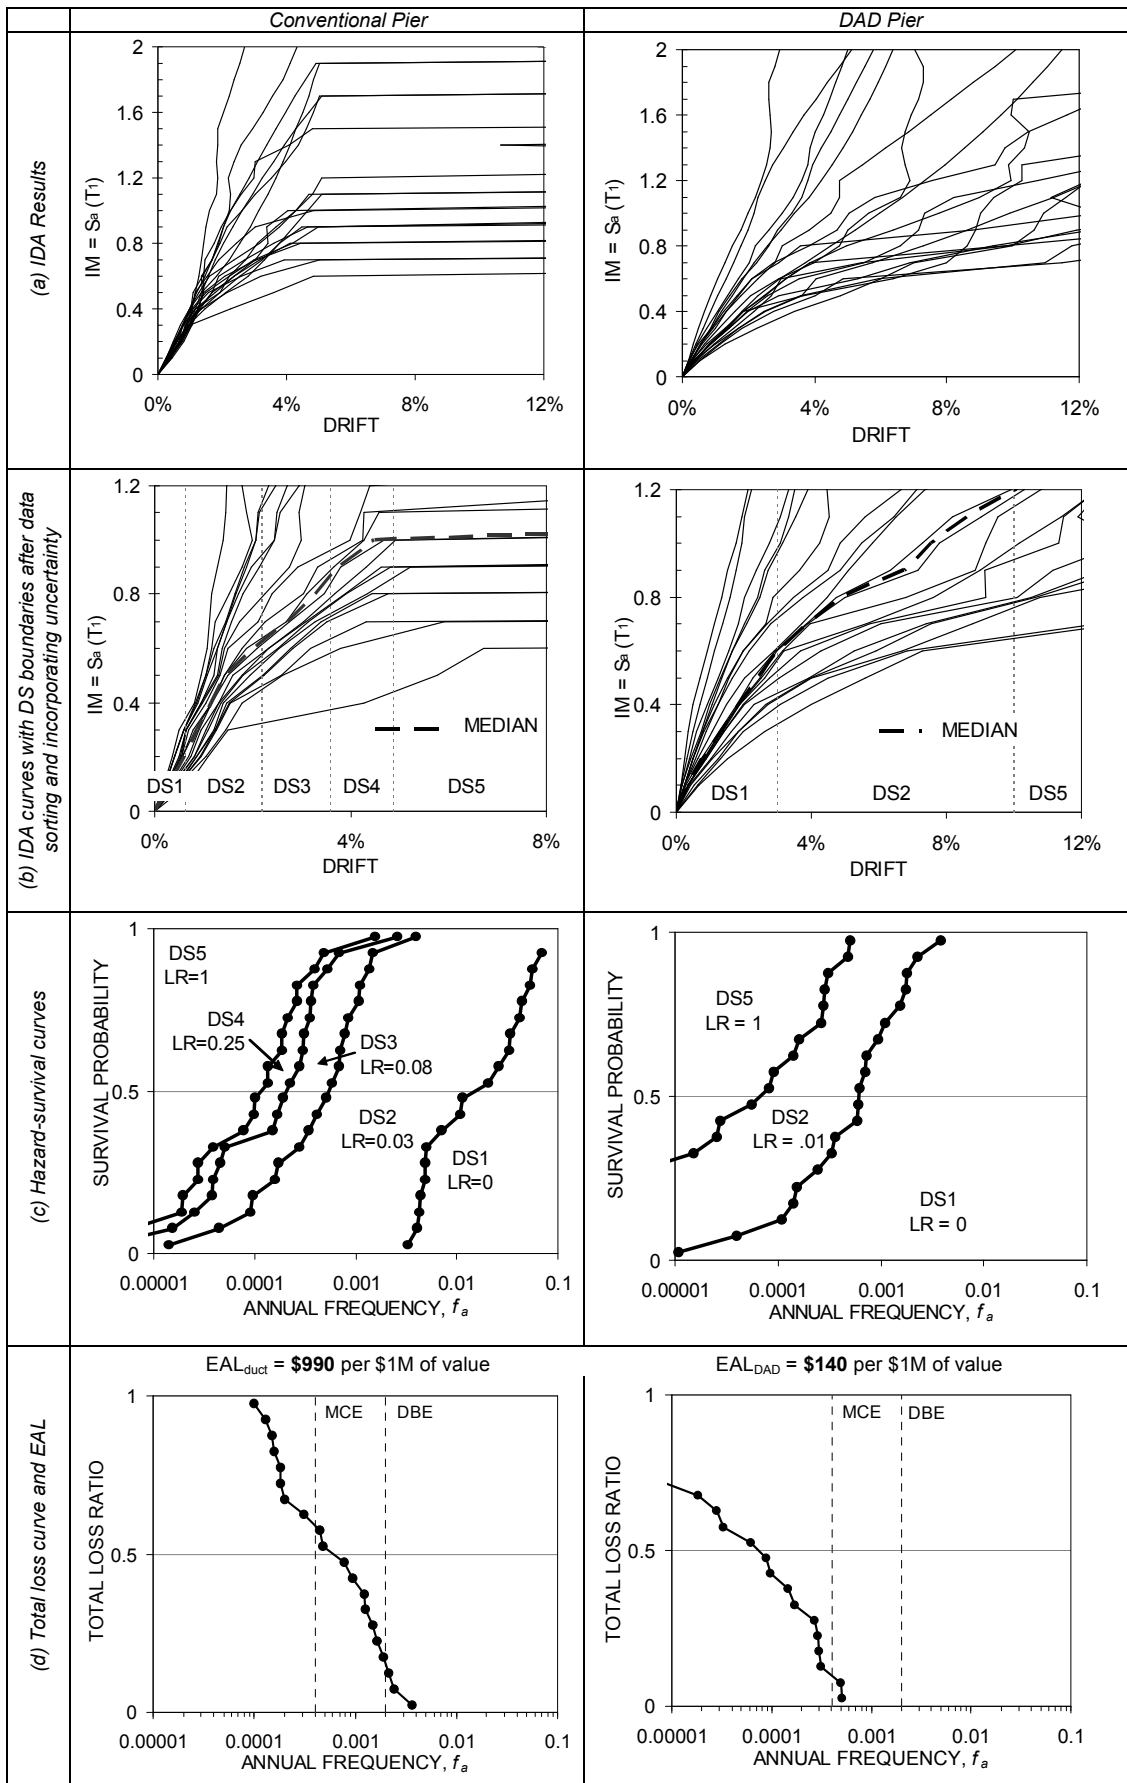 Conventional Pier
DAD Pier
(a) IDA Results
2
1.6
1.2
0.8
0.4
0
IM = Sa (T1)
0%
4%
8%
12%
DRIFT
2
1.6
1.2
0.8
0.4
0
IM = Sa (T1)
0%
4%
8%
12%
DRIFT
(b) IDA curves with DS boundaries after data
sorting and incorporating uncertainty
1.2
0.8
0.4
0
IM = Sa (T1)
MEDIAN
DS1
DS2
DS3
DS4
DS5
0%
4%
8%
DRIFT
1.2
0.8
0.4
0
IM = Sa (T1)
MEDIAN
DS1
DS2
DS5
0%
4%
8%
12%
DRIFT
(c) Hazard-survival curves
1
0.5
0
SURVIVAL PROBABILITY
DS5
LR=1
DS4
LR=0.25
DS3
LR=0.08
DS2
LR=0.03
DS1
LR=0
0.00001
0.0001
0.001
0.01
0.1
ANNUAL FREQUENCY, fa
1
0.5
0
SURVIVAL PROBABILITY
DS5
LR = 1
DS2
LR = .01
DS1
LR = 0
0.00001
0.0001
0.001
0.01
0.1
ANNUAL FREQUENCY, fa
(d) Total loss curve and EAL
EALduct = $990 per $1M of value
1
0.5
0
TOTAL LOSS RATIO
MCE
DBE
0.00001
0.0001
0.001
0.01
0.1
ANNUAL FREQUENCY, fa
EALDAD = $140 per $1M of value
1
0.5
0
TOTAL LOSS RATIO
MCE
DBE
0.00001
0.0001
0.001
0.01
0.1
ANNUAL FREQUENCY, fa